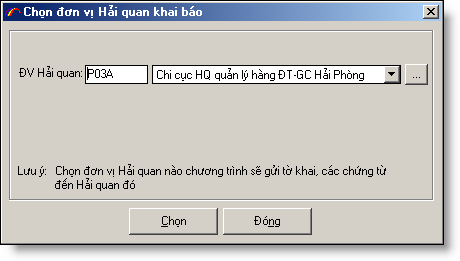 Chọn đơn vị Hải quan khai báo
ĐV Hải quan: P03A Chi cục HQ quản lý hàng ĐT-GC Hải Phòng ...
Lưu ý: Chọn đơn vị Hải quan nào chương trình sẽ gửi tờ khai, các chứng từ
đến Hải quan đó
Chọn Đóng